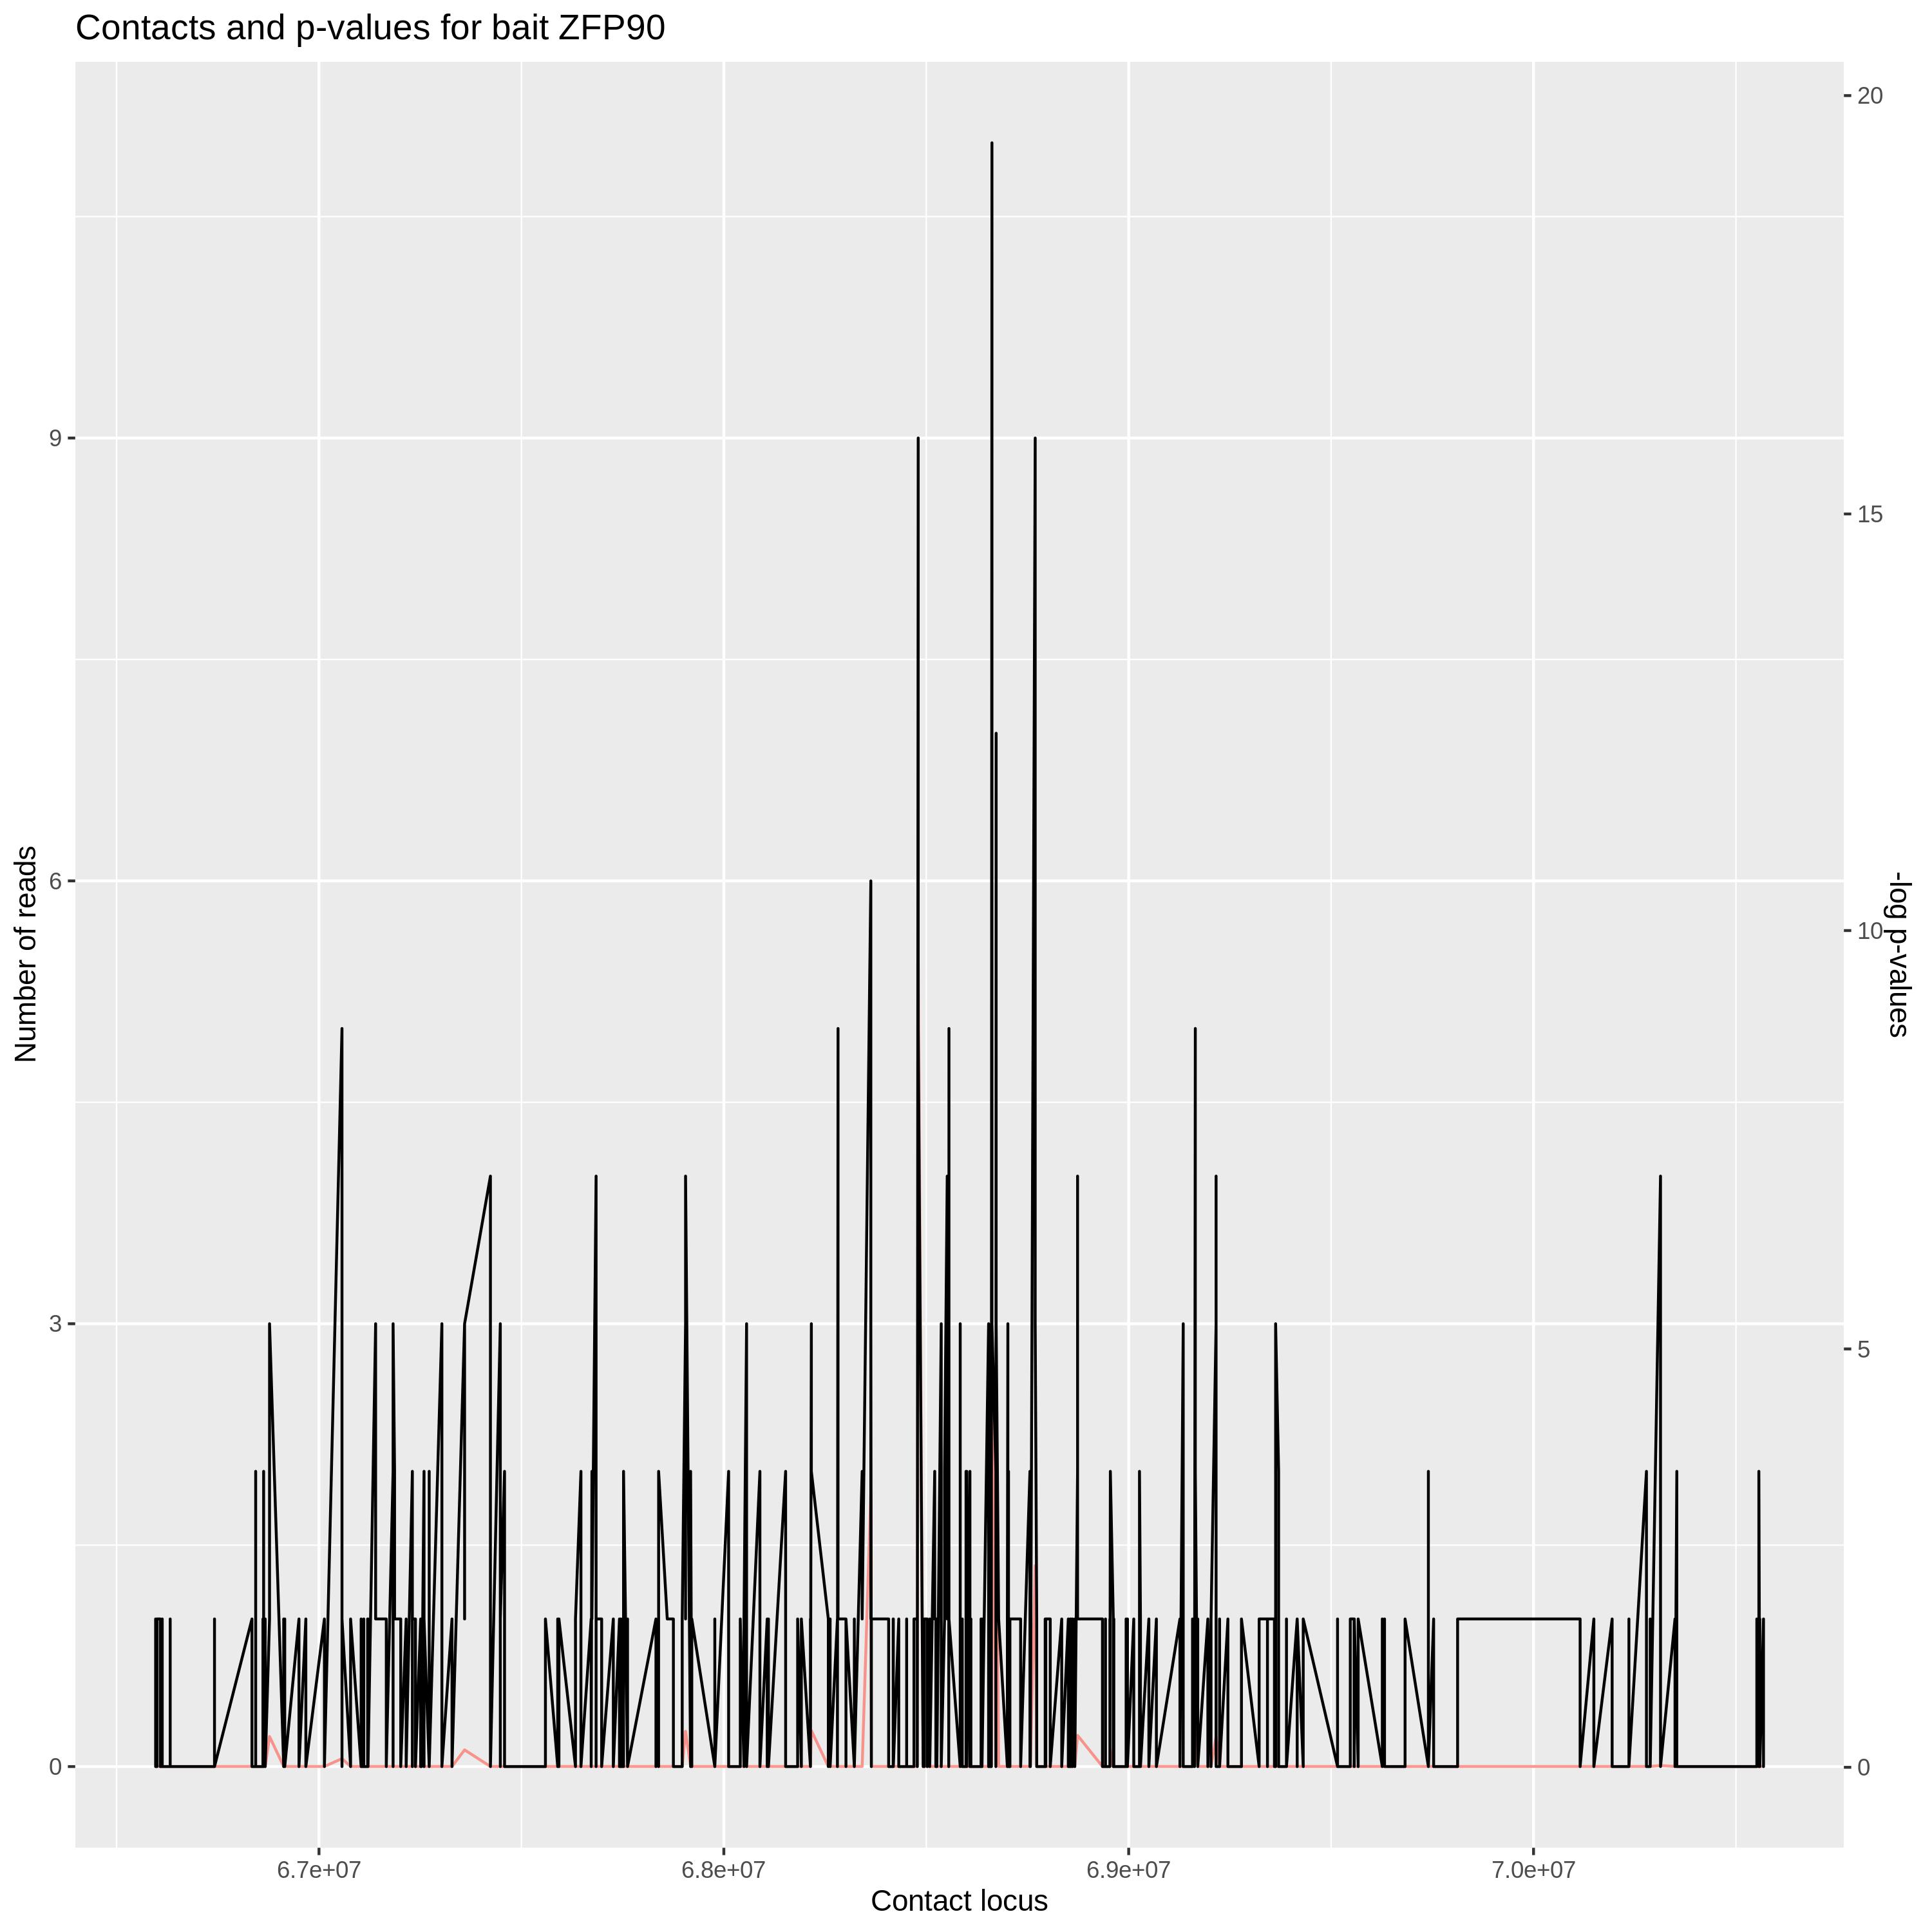 Contacts and p-values for bait ZFP90
20
9
15
6
10
Number of reads
-log p-values
3
5
0
0
6.7e+07
6.8e+07
6.9e+07
7.0e+07
Contact locus